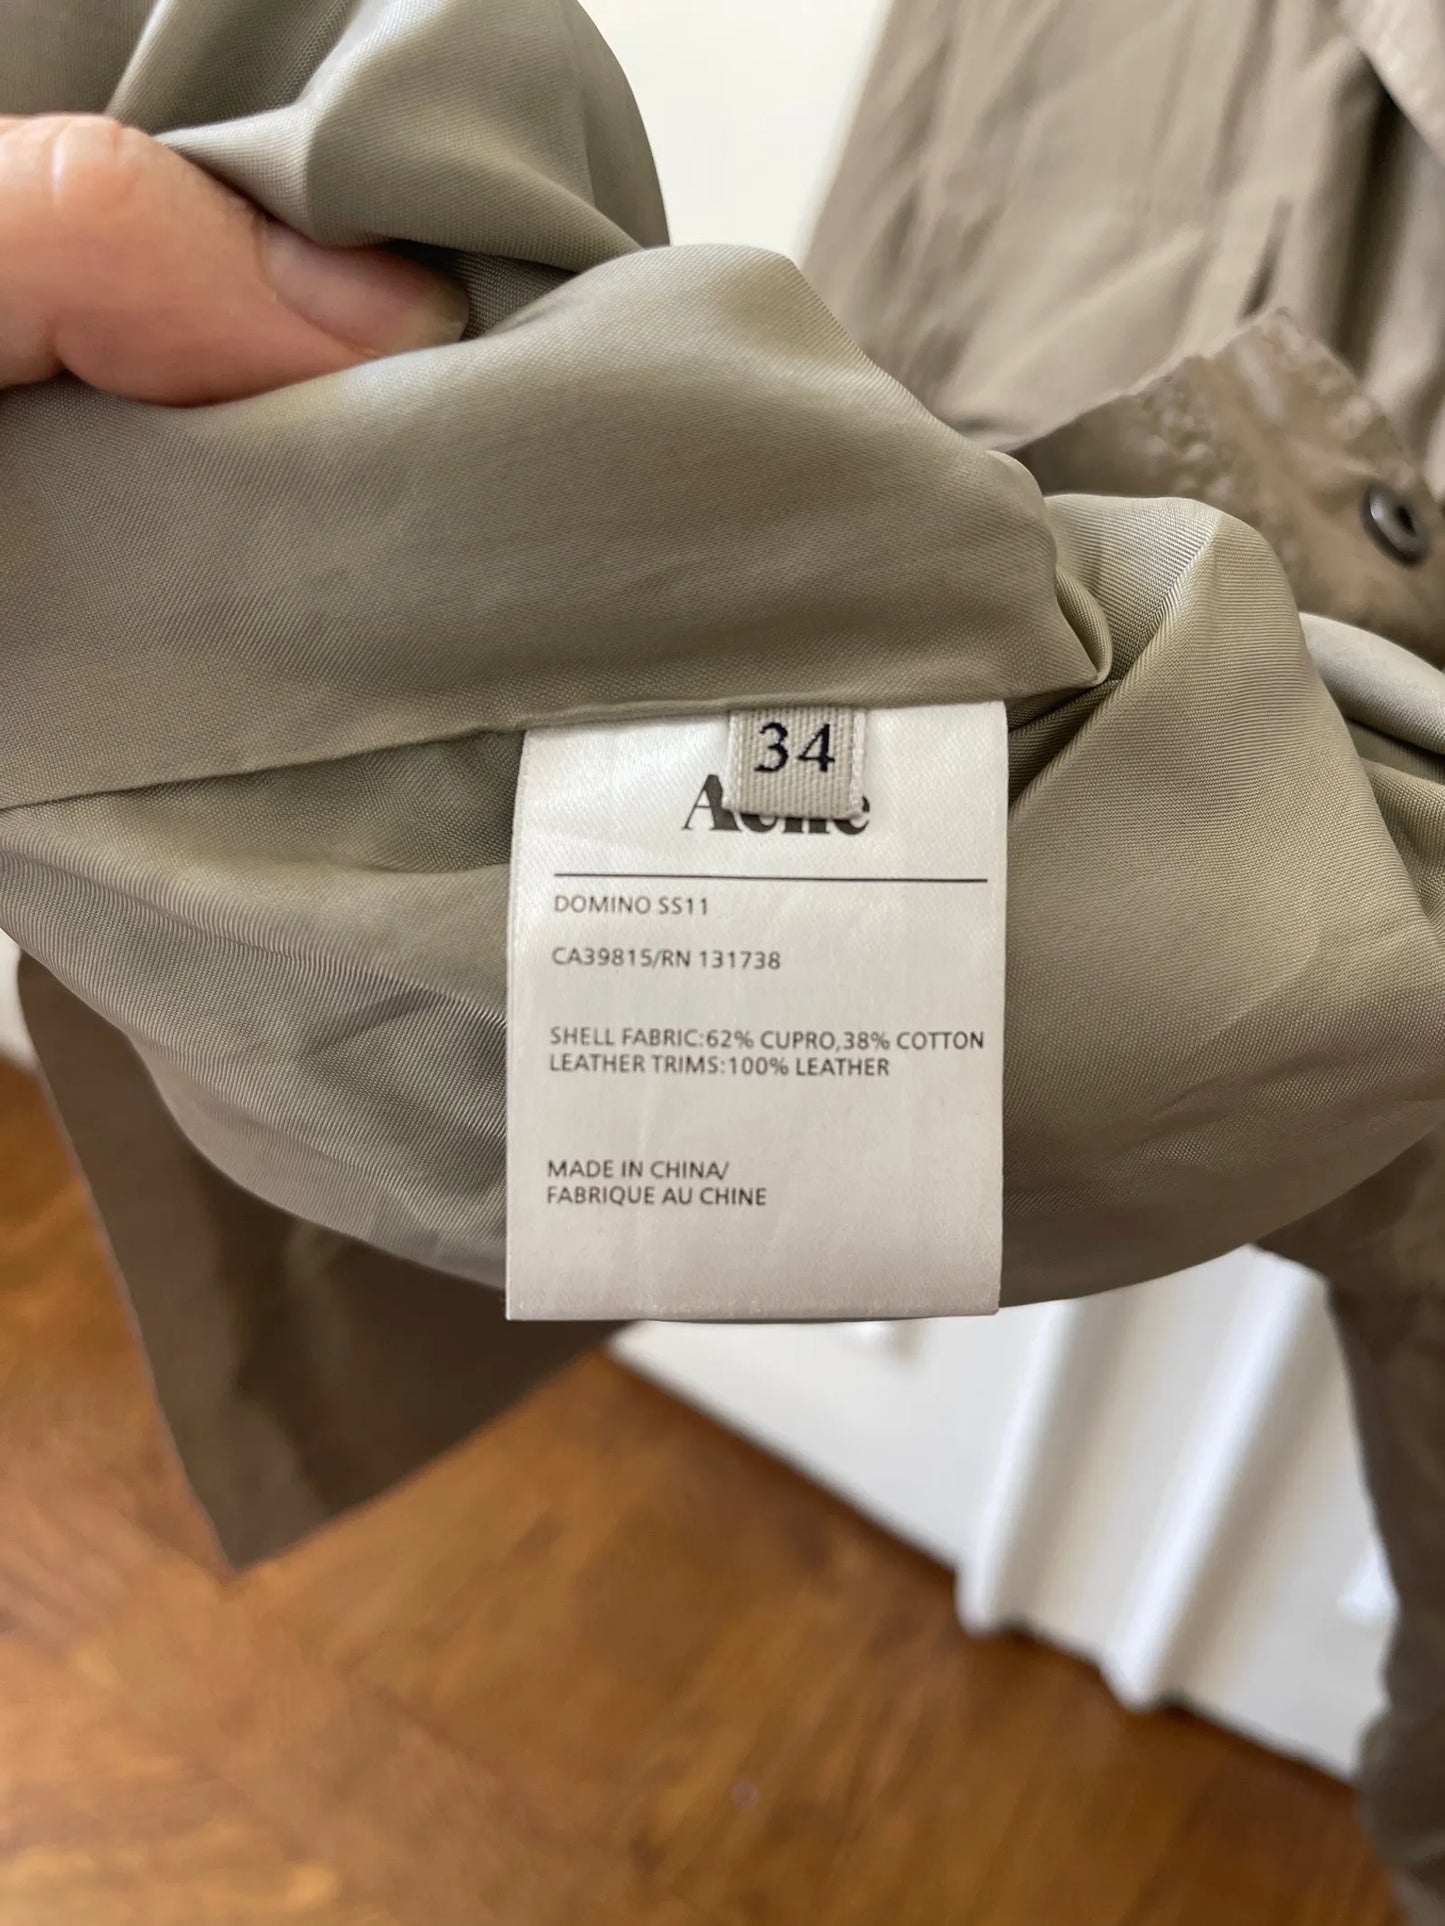 34
Acne
DOMINO SS11
CA39815/RN 131738
SHELL FABRIC:62% CUPRO,38% COTTON
LEATHER TRIMS:100% LEATHER
MADE IN CHINA/
FABRIQUE AU CHINE